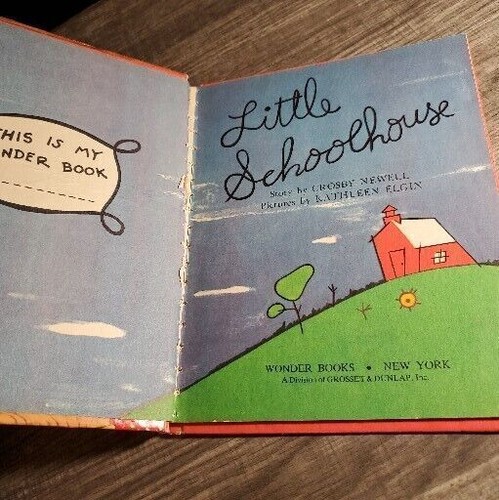 THIS IS MY
NDER BOOK
Little
Schoolhouse
Story by CROSBY NEWELL
Pictures by KATHLEEN ELGIN
WONDER BOOKS • NEW YORK
A Division of GROSSET & DUNLAP, Inc.